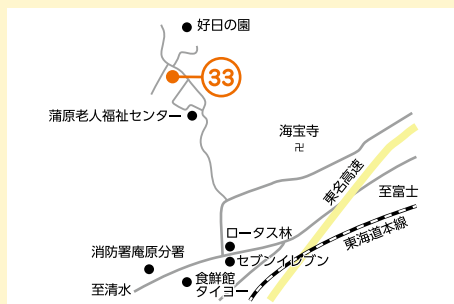 好日の園
33
蒲原老人福祉センター
海宝寺
卍
東名高速
至富士
東海道本線
ロータス林
セブンイレブン
消防署庵原分署
食鮮館
タイヨー
至清水